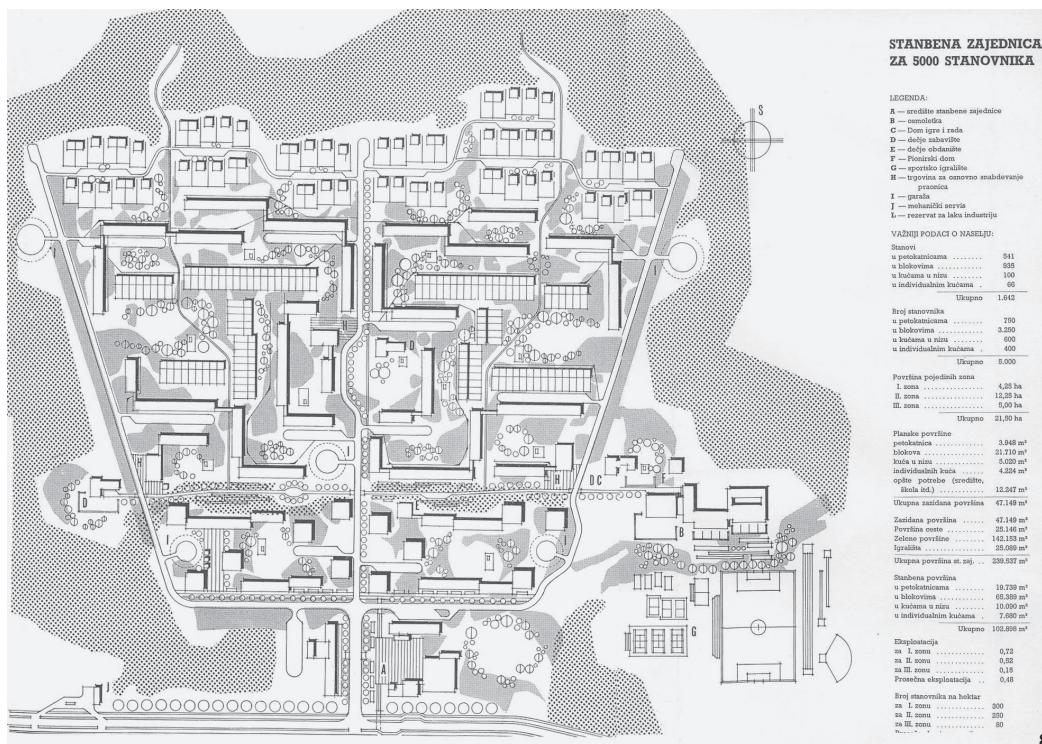 STANBENA ZAJEDNICA
ZA 5000 STANOVNIKA
LEGENDA:
A — središte stanbene zajednice
B — osmoletka
C — Dom igre i rada
D — dečje zabavište
E — dečje obdanište
F — Pionirski dom
G — sportsko igralište
H — trgovina za osnovno snabdevanje
praonica
I — garaža
J — mehanički servis
L — rezervat za laku industriju
VAŽNIJI PODACI O NASELJU:
Stanovi
u petokatnicama ........ 541
u blokovima ............ 935
u kućama u nizu ........ 100
u individualnim kućama . 66
Ukupno 1.642
Broj stanovnika
u petokatnicama ........ 750
u blokovima ............ 3.250
u kućama u nizu ........ 600
u individualnim kućama . 400
Ukupno 5.000
Površina pojedinih zona
I. zona ................ 4,25 ha
II. zona ............... 12,25 ha
III. zona .............. 5,00 ha
Ukupno 21,50 ha
Planske površine
petokatnica ............ 3.948 m²
blokova ................ 21.710 m²
kuća u nizu ............ 5.020 m²
individualnih kuća ..... 4.224 m²
opšte potrebe (središte,
škola itd.) ............ 12.247 m²
Ukupna zazidana površina 47.149 m²
Zazidana površina ...... 47.149 m²
Površina ceste ......... 25.146 m²
Zelene površine ........ 142.153 m²
Igrališta .............. 25.089 m²
Ukupna površina st. zaj. .. 239.537 m²
Stanbena površina
u petokatnicama ........ 19.739 m²
u blokovima ............ 65.389 m²
u kućama u nizu ........ 10.090 m²
u individualnim kućama . 7.680 m²
Ukupno 102.898 m²
Eksploatacija
za I. zonu ............. 0,72
za II. zonu ............ 0,52
za III. zonu ........... 0,15
Prosečna eksploatacija .. 0,48
Broj stanovnika na hektar
za I. zonu ............. 300
za II. zonu ............ 230
za III. zonu ........... 80
S
I
I
H
D
I
H
H
D
D C
E
B
I
I
G
A
J